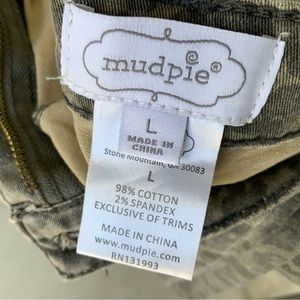 mudpie®
L
MADE IN
CHINA
Stone Mountain, GA 30083
L
98% COTTON
2% SPANDEX
EXCLUSIVE OF TRIMS
MADE IN CHINA
www.mudpie.com
RN131993